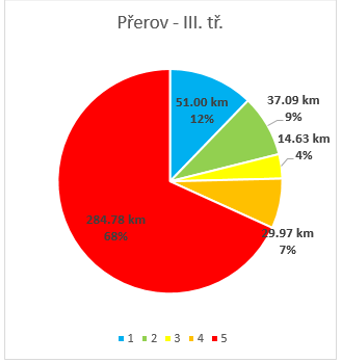 Přerov - III. tř.
51.00 km
12%
37.09 km
9%
14.63 km
4%
29.97 km
7%
284.78 km
68%
1 2 3 4 5